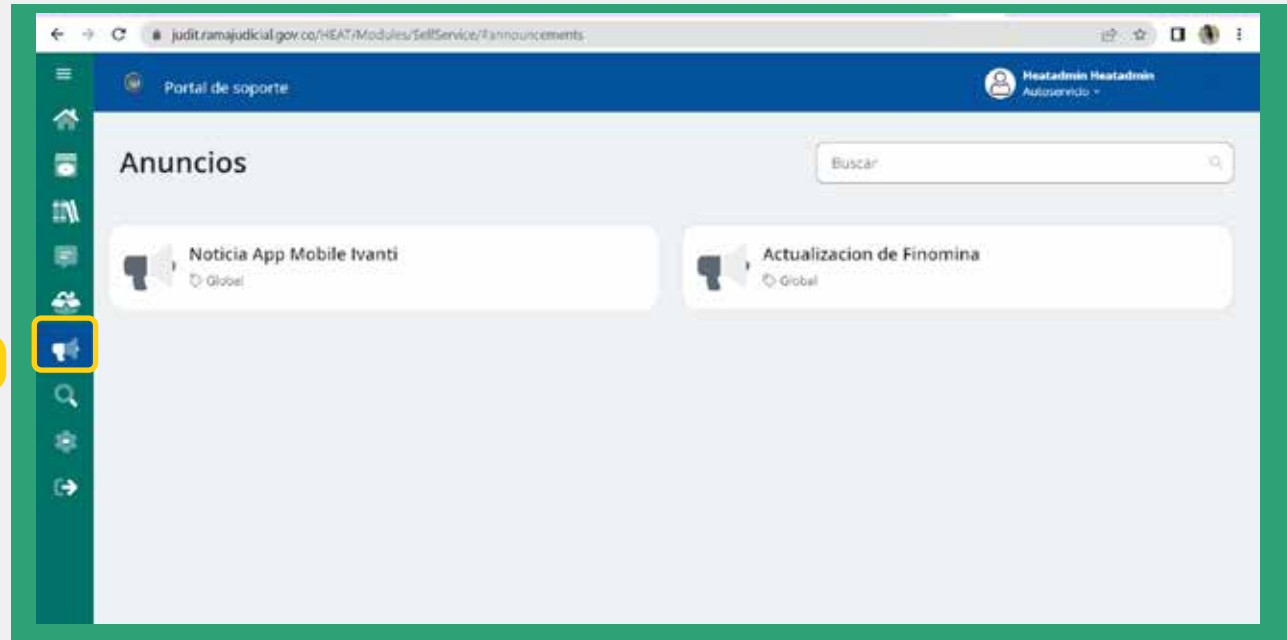 judit.ramajudicial.gov.co/HEAT/Modules/SelfService/#announcements
Portal de soporte
Heatadmin Heatadmin
Autoservicio
Anuncios
Buscar
Noticia App Mobile Ivanti
Global
Actualizacion de Finomina
Global